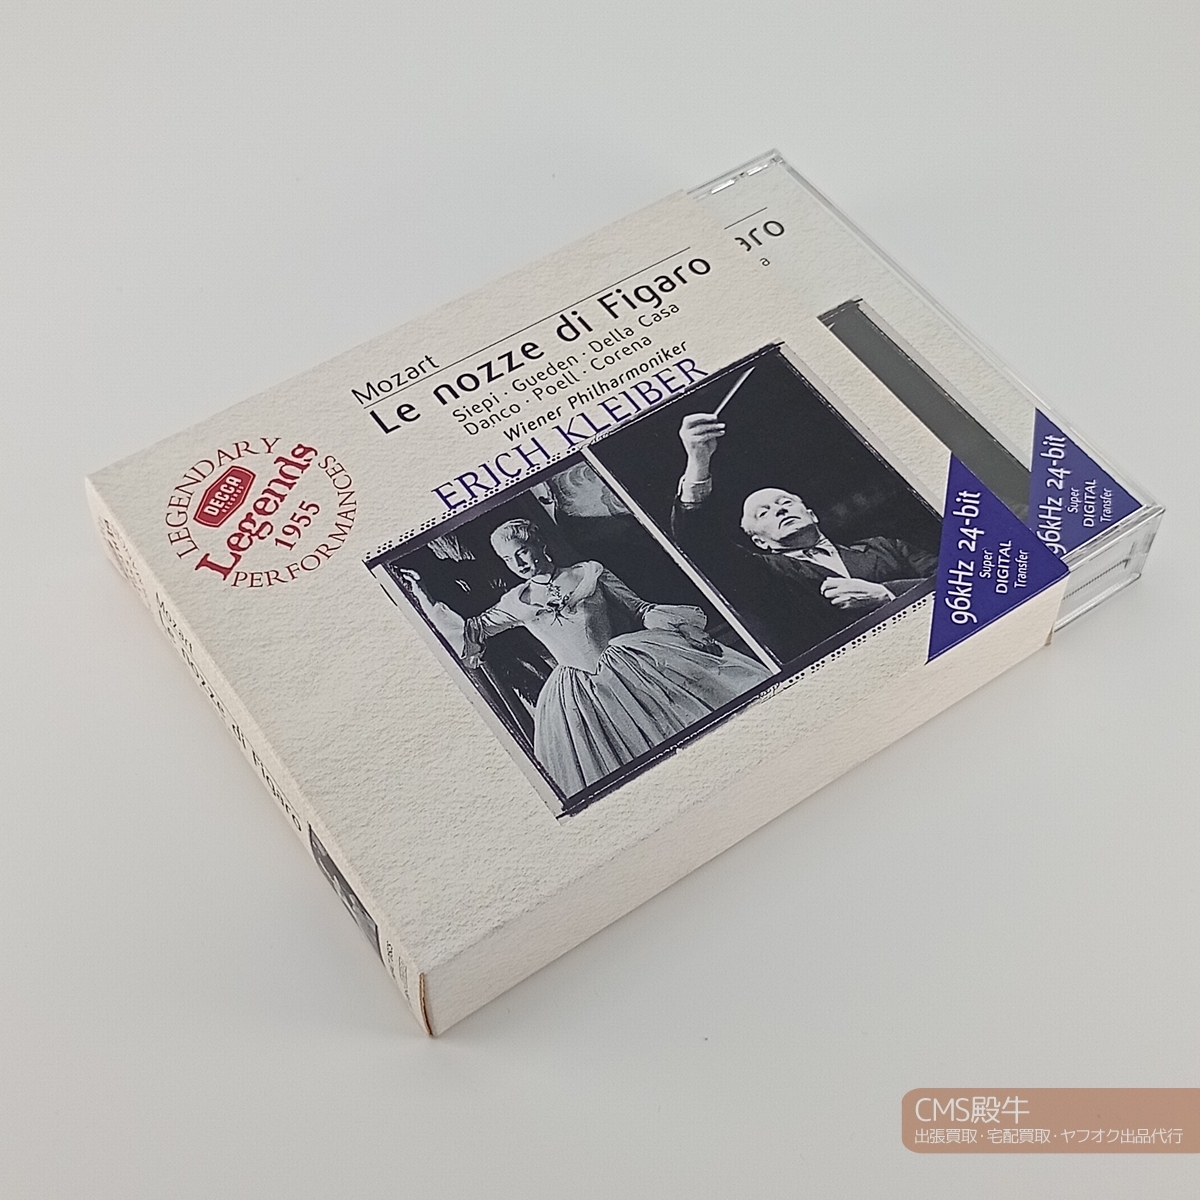 Mozart
Le nozze di Figaro
Siepi · Gueden · Della Casa
Danco · Poell · Corena
Wiener Philharmoniker
ERICH KLEIBER
LEGENDARY
DECCA
Legends
1955
PERFORMANCES
96kHz 24-bit
Super
DIGITAL
Transfer
aro
a
96kHz 24-bit
Super
DIGITAL
Transfer
Mozart
Le nozze di Figaro
CMS殿牛
出張買取・宅配買取・ヤフオク出品代行